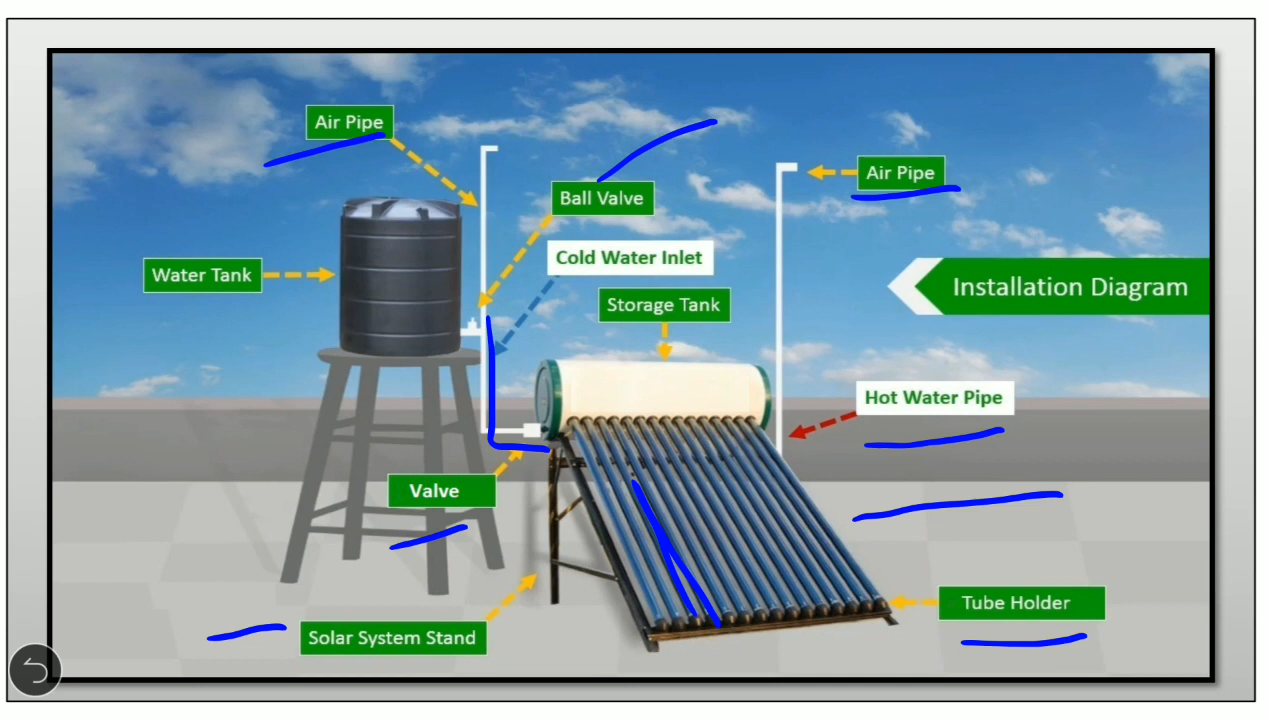 Air Pipe
Air Pipe
Ball Valve
Cold Water Inlet
Water Tank
Storage Tank
Installation Diagram
Hot Water Pipe
Valve
Tube Holder
Solar System Stand